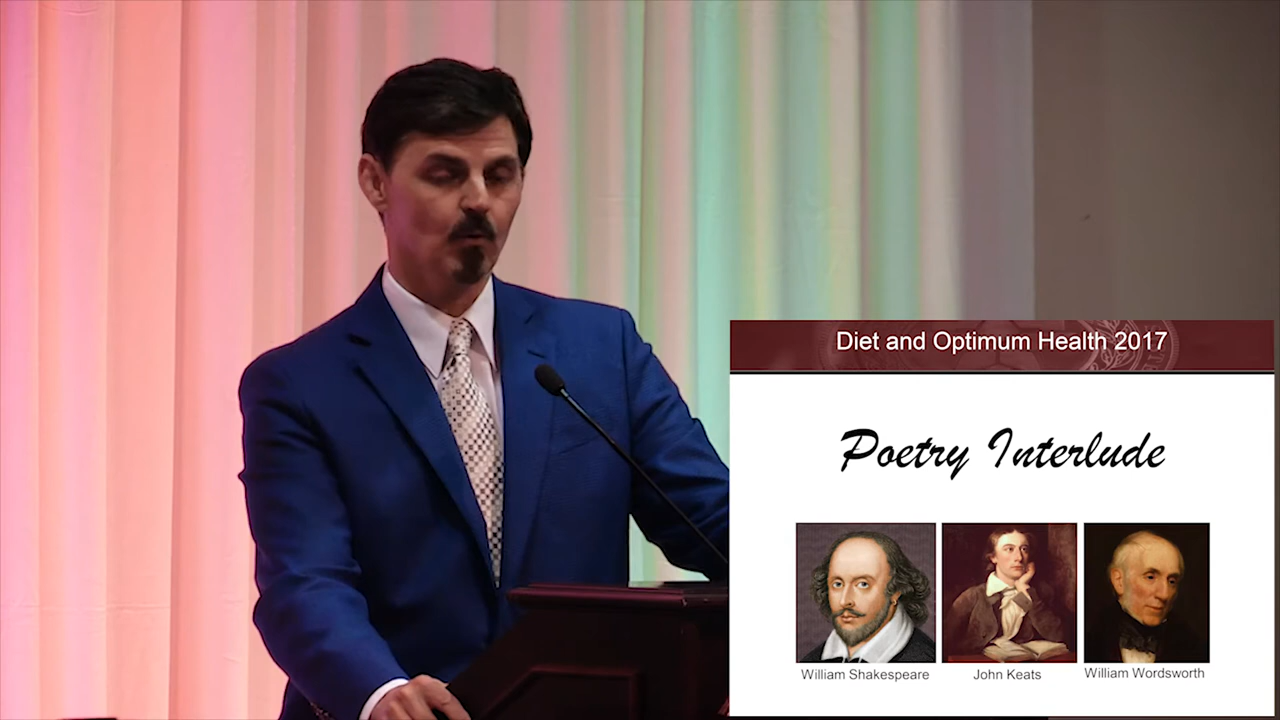 Diet and Optimum Health 2017
Poetry Interlude
William Shakespeare
John Keats
William Wordsworth